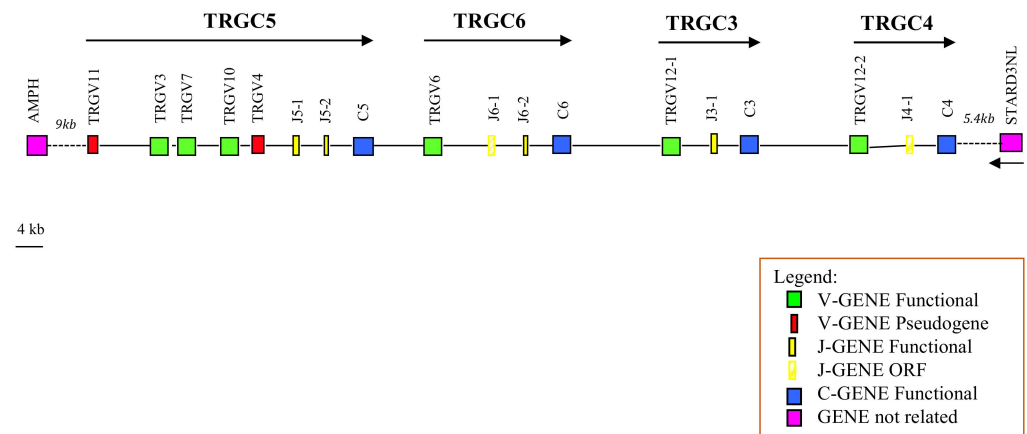 TRGC5 TRGC6 TRGC3 TRGC4
AMPH
9kb
TRGV11
TRGV3
TRGV7
TRGV10
TRGV4
J5-1
J5-2
C5
TRGV6
J6-1
J6-2
C6
TRGV12-1
J3-1
C3
TRGV12-2
J4-1
C4
5.4kb
STARD3NL
4 kb
Legend:
V-GENE Functional
V-GENE Pseudogene
J-GENE Functional
J-GENE ORF
C-GENE Functional
GENE not related